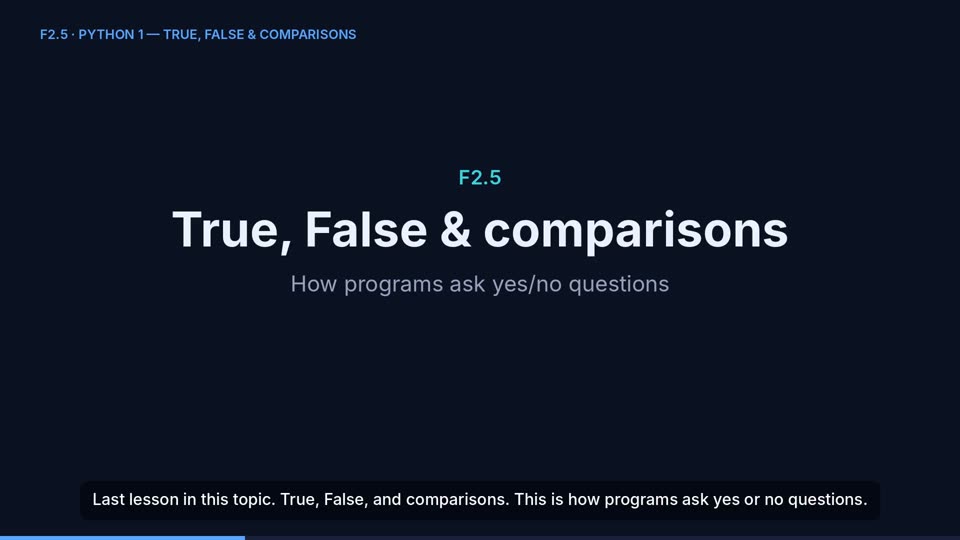 F2.5 · PYTHON 1 — TRUE, FALSE & COMPARISONS
F2.5
True, False & comparisons
How programs ask yes/no questions
Last lesson in this topic. True, False, and comparisons. This is how programs ask yes or no questions.